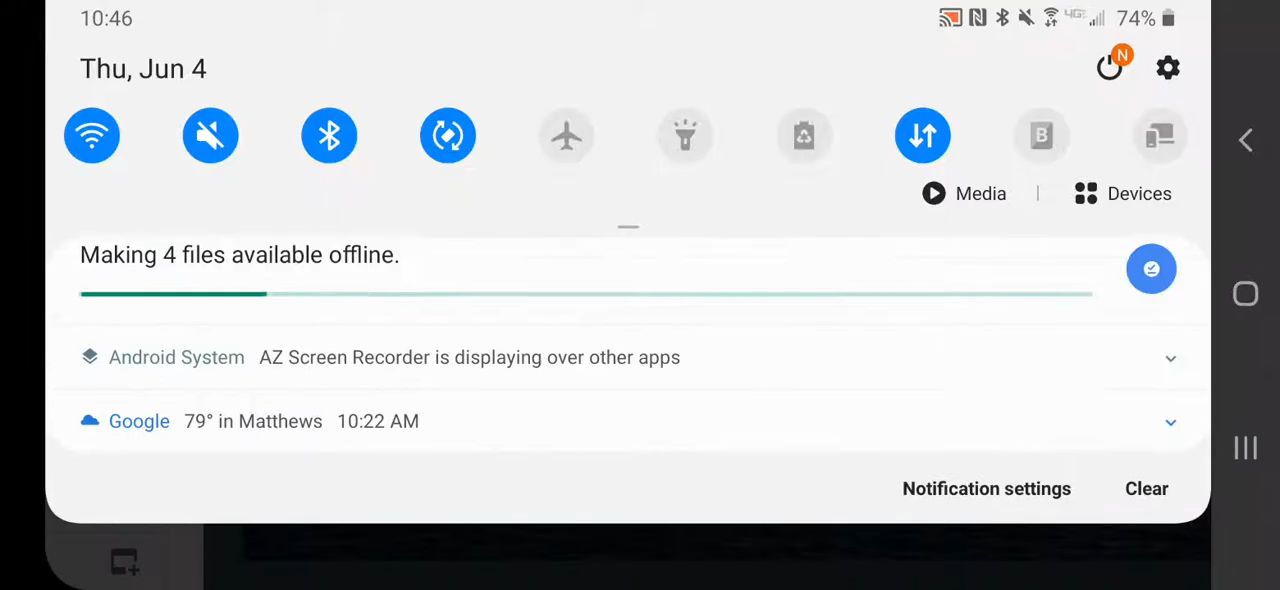 10:46
4GE 74%
Thu, Jun 4
N
B
Media | Devices
Making 4 files available offline.
Android System AZ Screen Recorder is displaying over other apps
Google 79° in Matthews 10:22 AM
Notification settings Clear